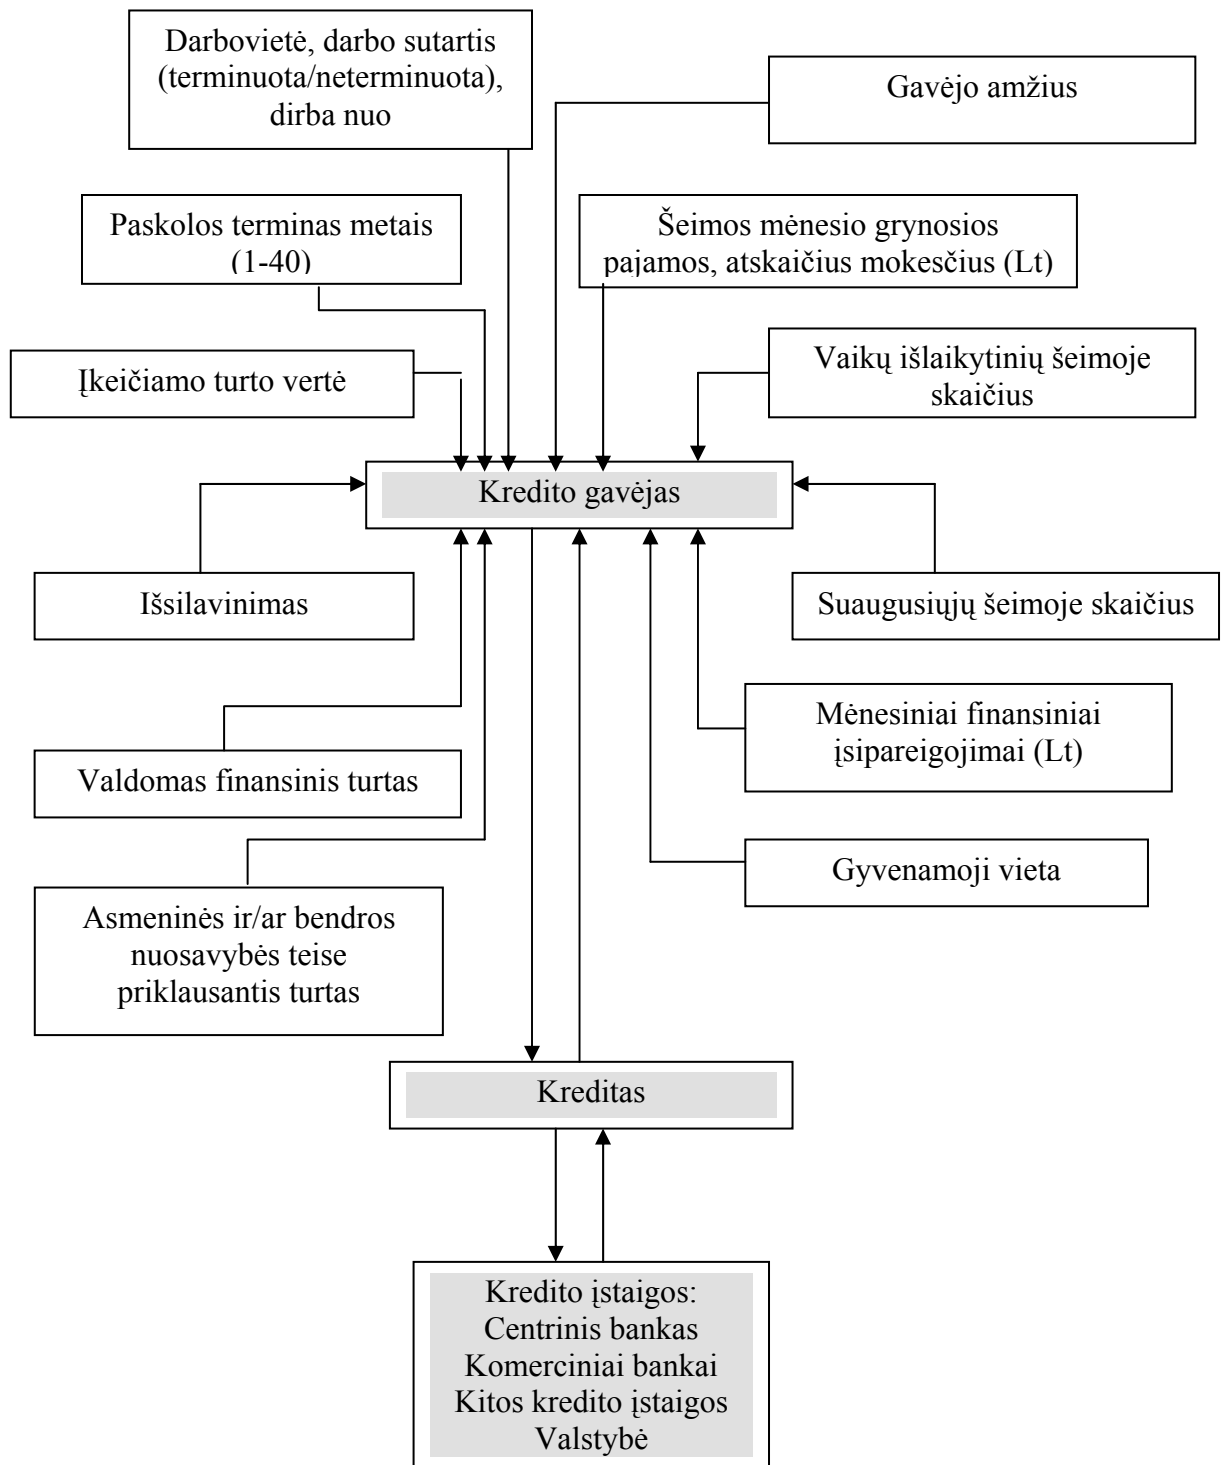 Darbovietė, darbo sutartis
(terminuota/neterminuota),
dirba nuo
Gavėjo amžius
Paskolos terminas metais
(1-40)
Šeimos mėnesio grynosios
pajamos, atskaičius mokesčius (Lt)
Įkeičiamo turto vertė
Vaikų išlaikytinių šeimoje
skaičius
Kredito gavėjas
Išsilavinimas
Suaugusiųjų šeimoje skaičius
Mėnesiniai finansiniai
įsipareigojimai (Lt)
Valdomas finansinis turtas
Gyvenamoji vieta
Asmeninės ir/ar bendros
nuosavybės teise
priklausantis turtas
Kreditas
Kredito įstaigos:
Centrinis bankas
Komerciniai bankai
Kitos kredito įstaigos
Valstybė